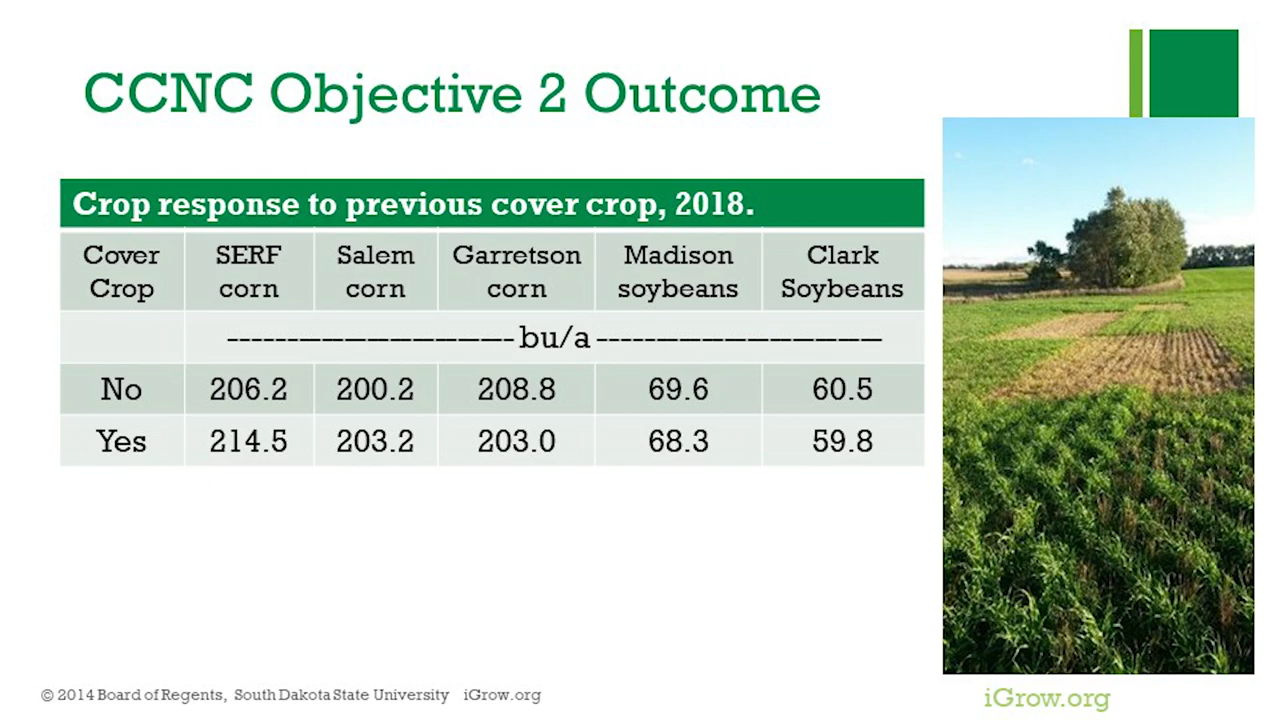 CCNC Objective 2 Outcome
Crop response to previous cover crop, 2018.
Cover Crop SERF corn Salem corn Garretson corn Madison soybeans Clark Soybeans
------------------------ bu/a ------------------------
No 206.2 200.2 208.8 69.6 60.5
Yes 214.5 203.2 203.0 68.3 59.8
© 2014 Board of Regents, South Dakota State University iGrow.org
iGrow.org